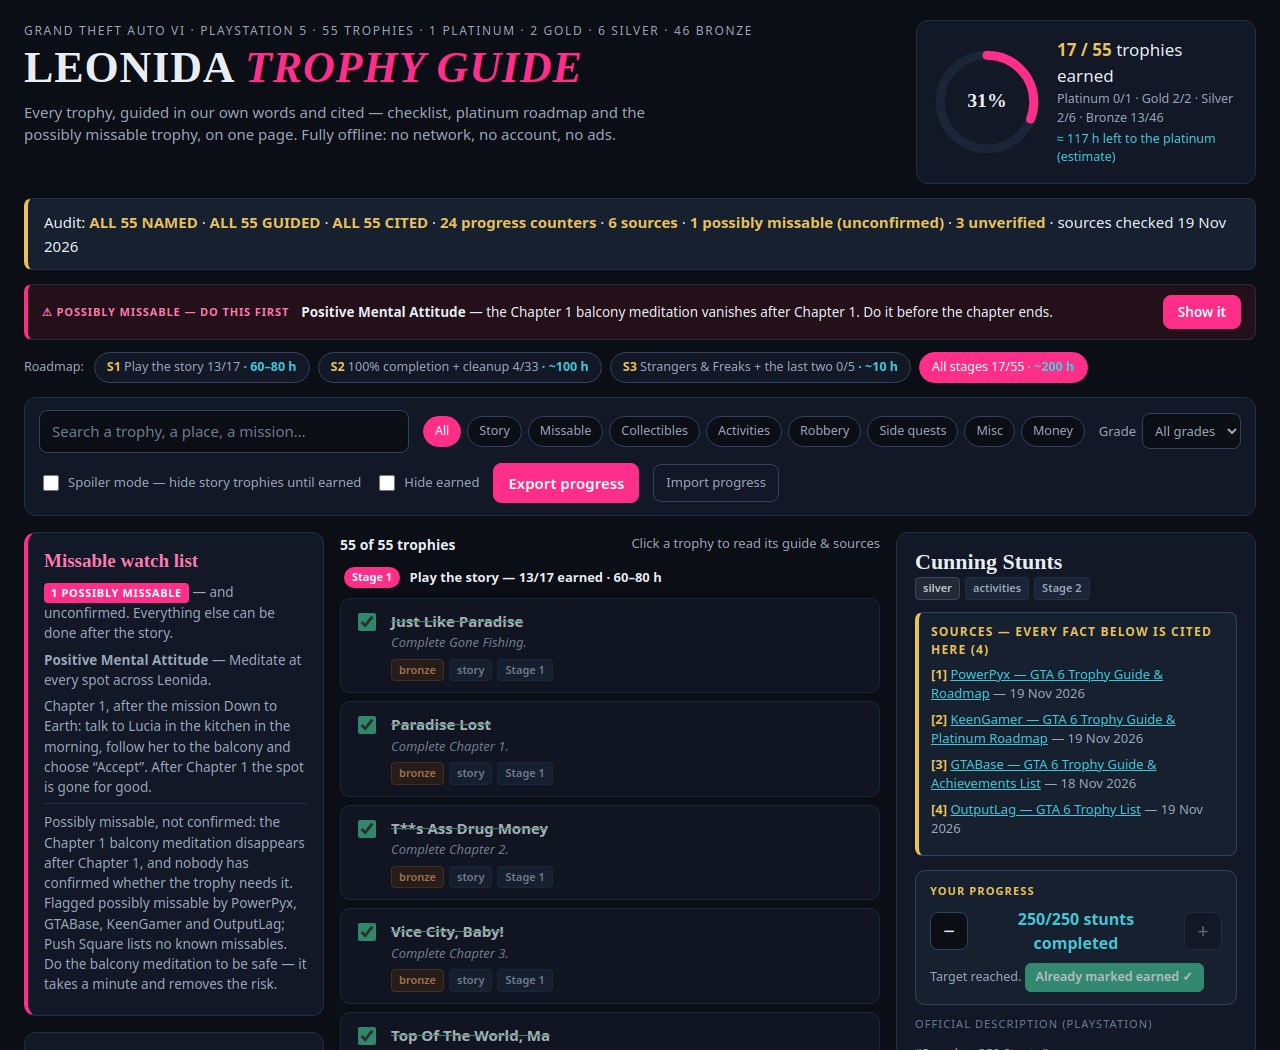 GRAND THEFT AUTO VI · PLAYSTATION 5 · 55 TROPHIES · 1 PLATINUM · 2 GOLD · 6 SILVER · 46 BRONZE
LEONIDA TROPHY GUIDE
Every trophy, guided in our own words and cited — checklist, platinum roadmap and the
possibly missable trophy, on one page. Fully offline: no network, no account, no ads.
31%
17 / 55 trophies
earned
Platinum 0/1 · Gold 2/2 · Silver
2/6 · Bronze 13/46
≈ 117 h left to the platinum
(estimate)
Audit: ALL 55 NAMED · ALL 55 GUIDED · ALL 55 CITED · 24 progress counters · 6 sources · 1 possibly missable (unconfirmed) · 3 unverified · sources checked 19 Nov
2026
⚠ POSSIBLY MISSABLE — DO THIS FIRST Positive Mental Attitude — the Chapter 1 balcony meditation vanishes after Chapter 1. Do it before the chapter ends. Show it
Roadmap: S1 Play the story 13/17 · 60–80 h S2 100% completion + cleanup 4/33 · ~100 h S3 Strangers & Freaks + the last two 0/5 · ~10 h All stages 17/55 · ~200 h
Search a trophy, a place, a mission... All Story Missable Collectibles Activities Robbery Side quests Misc Money Grade All grades
Spoiler mode — hide story trophies until earned Hide earned Export progress Import progress
Missable watch list
1 POSSIBLY MISSABLE — and
unconfirmed. Everything else can be
done after the story.
Positive Mental Attitude — Meditate at
every spot across Leonida.
Chapter 1, after the mission Down to
Earth: talk to Lucia in the kitchen in the
morning, follow her to the balcony and
choose “Accept”. After Chapter 1 the spot
is gone for good.
Possibly missable, not confirmed: the
Chapter 1 balcony meditation disappears
after Chapter 1, and nobody has
confirmed whether the trophy needs it.
Flagged possibly missable by PowerPyx,
GTABase, KeenGamer and OutputLag;
Push Square lists no known missables.
Do the balcony meditation to be safe — it
takes a minute and removes the risk.
55 of 55 trophies Click a trophy to read its guide & sources
Stage 1 Play the story — 13/17 earned · 60–80 h
Just Like Paradise
Complete Gone Fishing.
bronze story Stage 1
Paradise Lost
Complete Chapter 1.
bronze story Stage 1
T**s Ass Drug Money
Complete Chapter 2.
bronze story Stage 1
Vice City, Baby!
Complete Chapter 3.
bronze story Stage 1
Top Of The World, Ma
Cunning Stunts
silver activities Stage 2
SOURCES — EVERY FACT BELOW IS CITED
HERE (4)
[1] PowerPyx — GTA 6 Trophy Guide &
Roadmap — 19 Nov 2026
[2] KeenGamer — GTA 6 Trophy Guide &
Platinum Roadmap — 19 Nov 2026
[3] GTABase — GTA 6 Trophy Guide &
Achievements List — 18 Nov 2026
[4] OutputLag — GTA 6 Trophy List — 19 Nov
2026
YOUR PROGRESS
− 250/250 stunts
completed +
Target reached. Already marked earned ✓
OFFICIAL DESCRIPTION (PLAYSTATION)